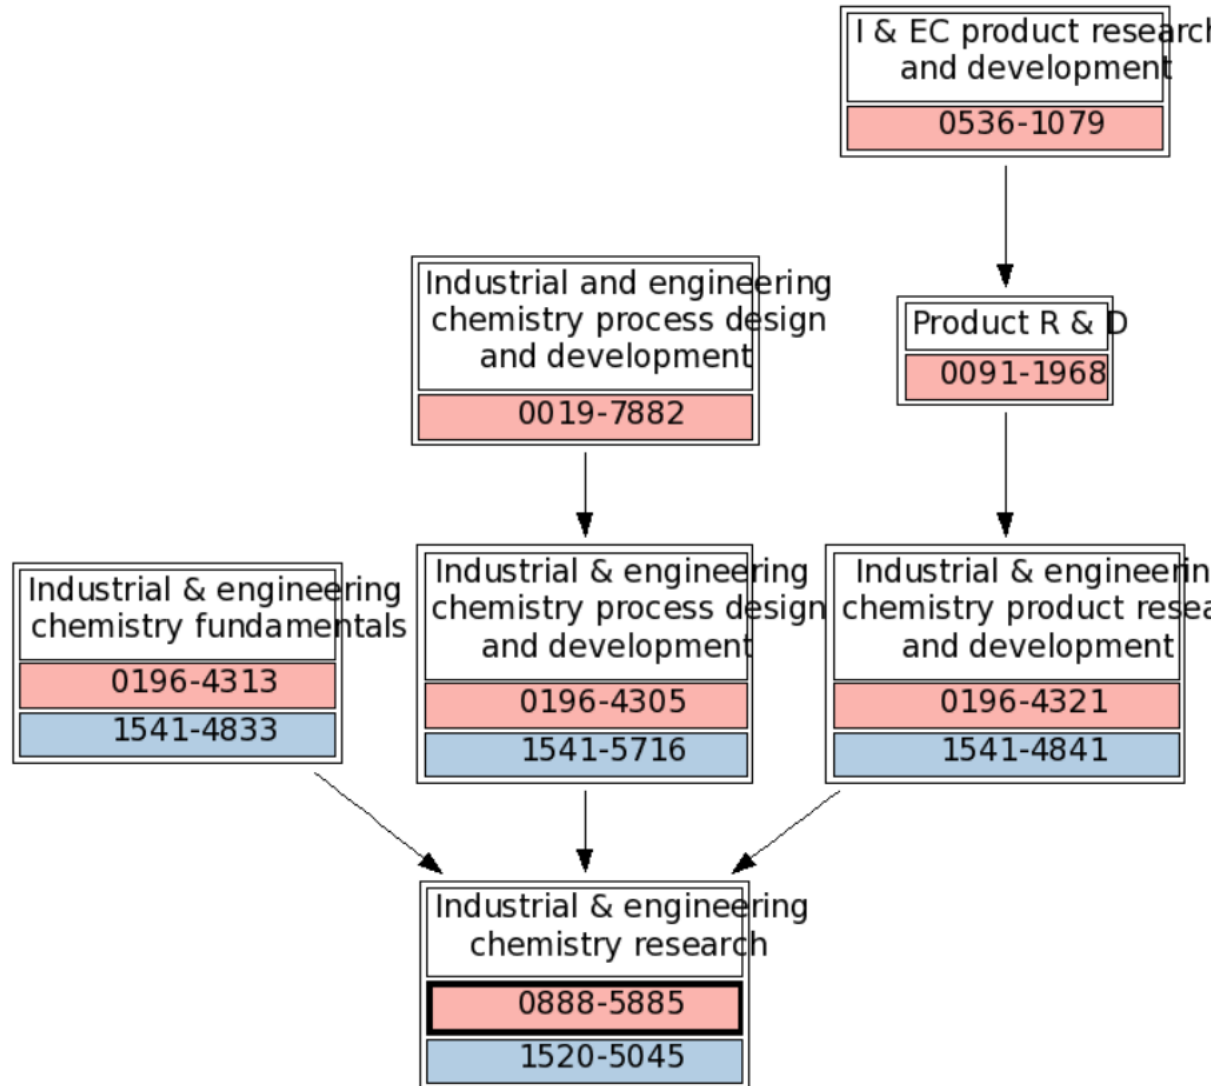 I & EC product research
and development
0536-1079
Industrial and engineering
chemistry process design
and development
0019-7882
Product R & D
0091-1968
Industrial & engineering
chemistry fundamentals
0196-4313
1541-4833
Industrial & engineering
chemistry process design
and development
0196-4305
1541-5716
Industrial & engineerin
chemistry product resea
and development
0196-4321
1541-4841
Industrial & engineering
chemistry research
0888-5885
1520-5045